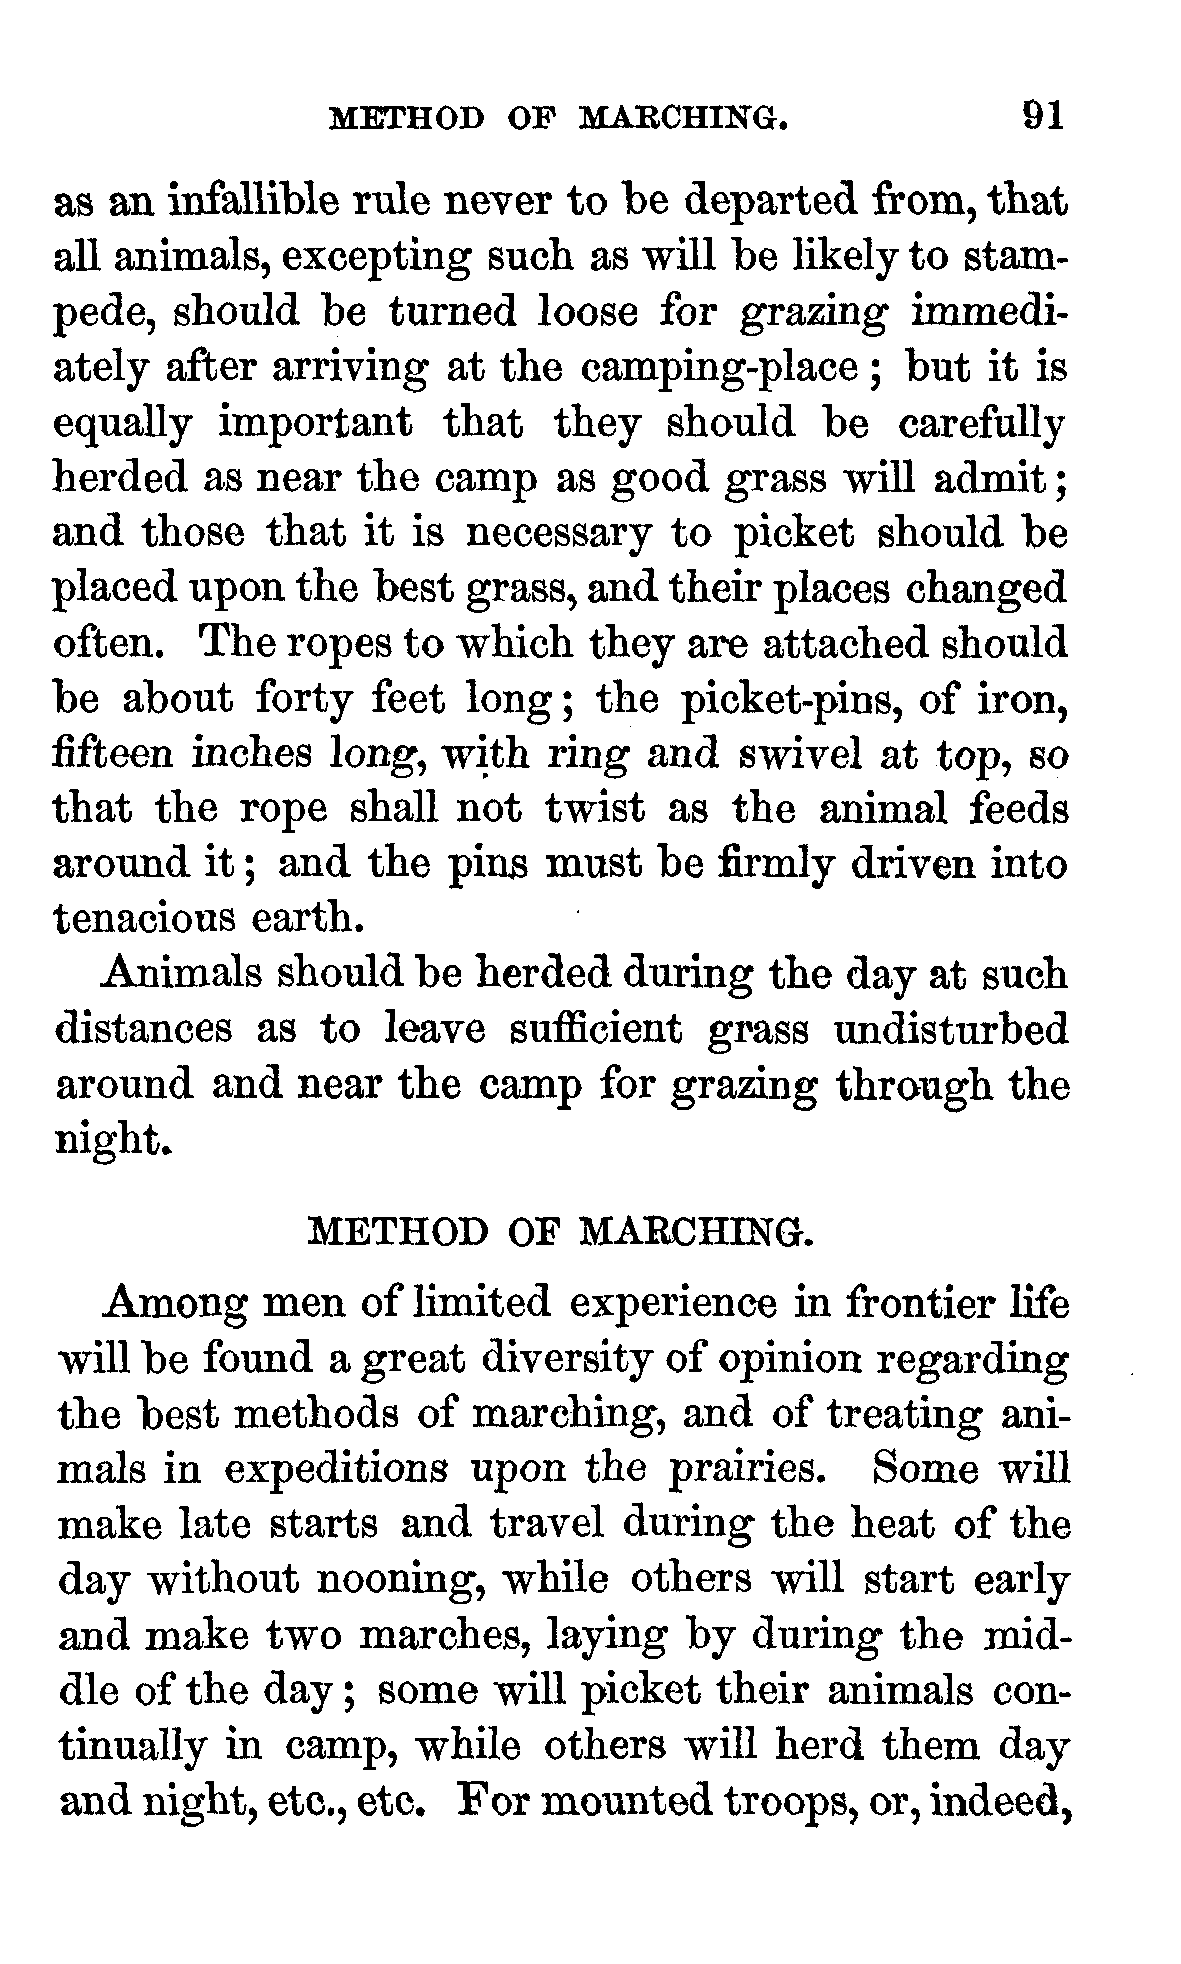 METHOD OF MARCHING. 91
as an infallible rule never to be departed from, that
all animals, excepting such as will be likely to stam-
pede, should be turned loose for grazing immedi-
ately after arriving at the camping-place; but it is
equally important that they should be carefully
herded as near the camp as good grass will admit;
and those that it is necessary to picket should be
placed upon the best grass, and their places changed
often. The ropes to which they are attached should
be about forty feet long; the picket-pins, of iron,
fifteen inches long, with ring and swivel at top, so
that the rope shall not twist as the animal feeds
around it; and the pins must be firmly driven into
tenacious earth.
Animals should be herded during the day at such
distances as to leave sufficient grass undisturbed
around and near the camp for grazing through the
night.
METHOD OF MARCHING.
Among men of limited experience in frontier life
will be found a great diversity of opinion regarding
the best methods of marching, and of treating ani-
mals in expeditions upon the prairies. Some will
make late starts and travel during the heat of the
day without nooning, while others will start early
and make two marches, laying by during the mid-
dle of the day; some will picket their animals con-
tinually in camp, while others will herd them day
and night, etc., etc. For mounted troops, or, indeed,